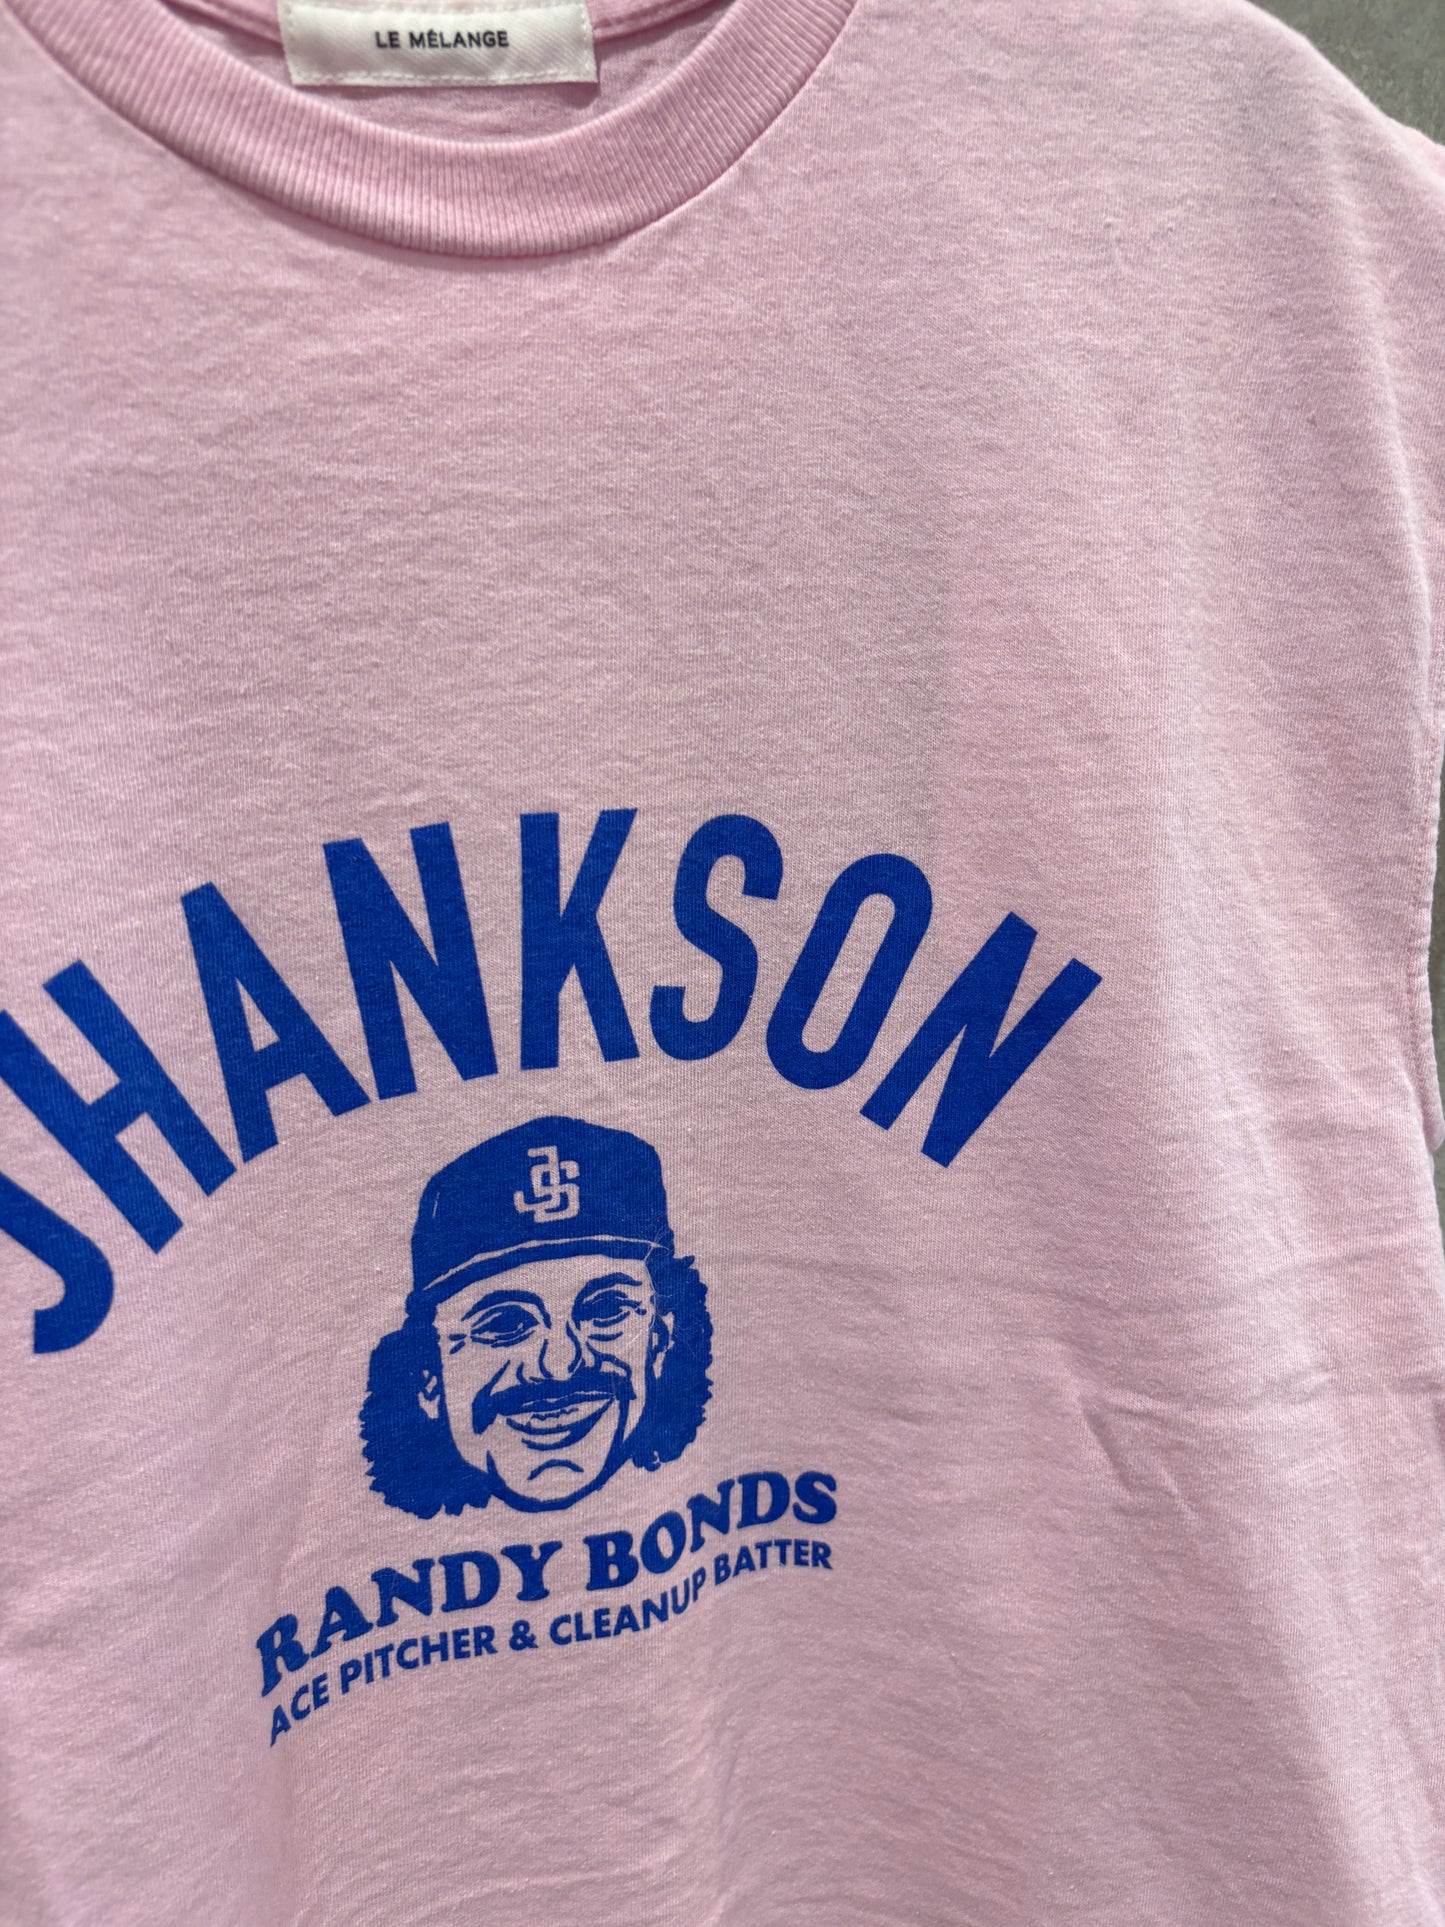 LE MÉLANGE
JHANKSON
JS
RANDY BONDS
ACE PITCHER & CLEANUP BATTER